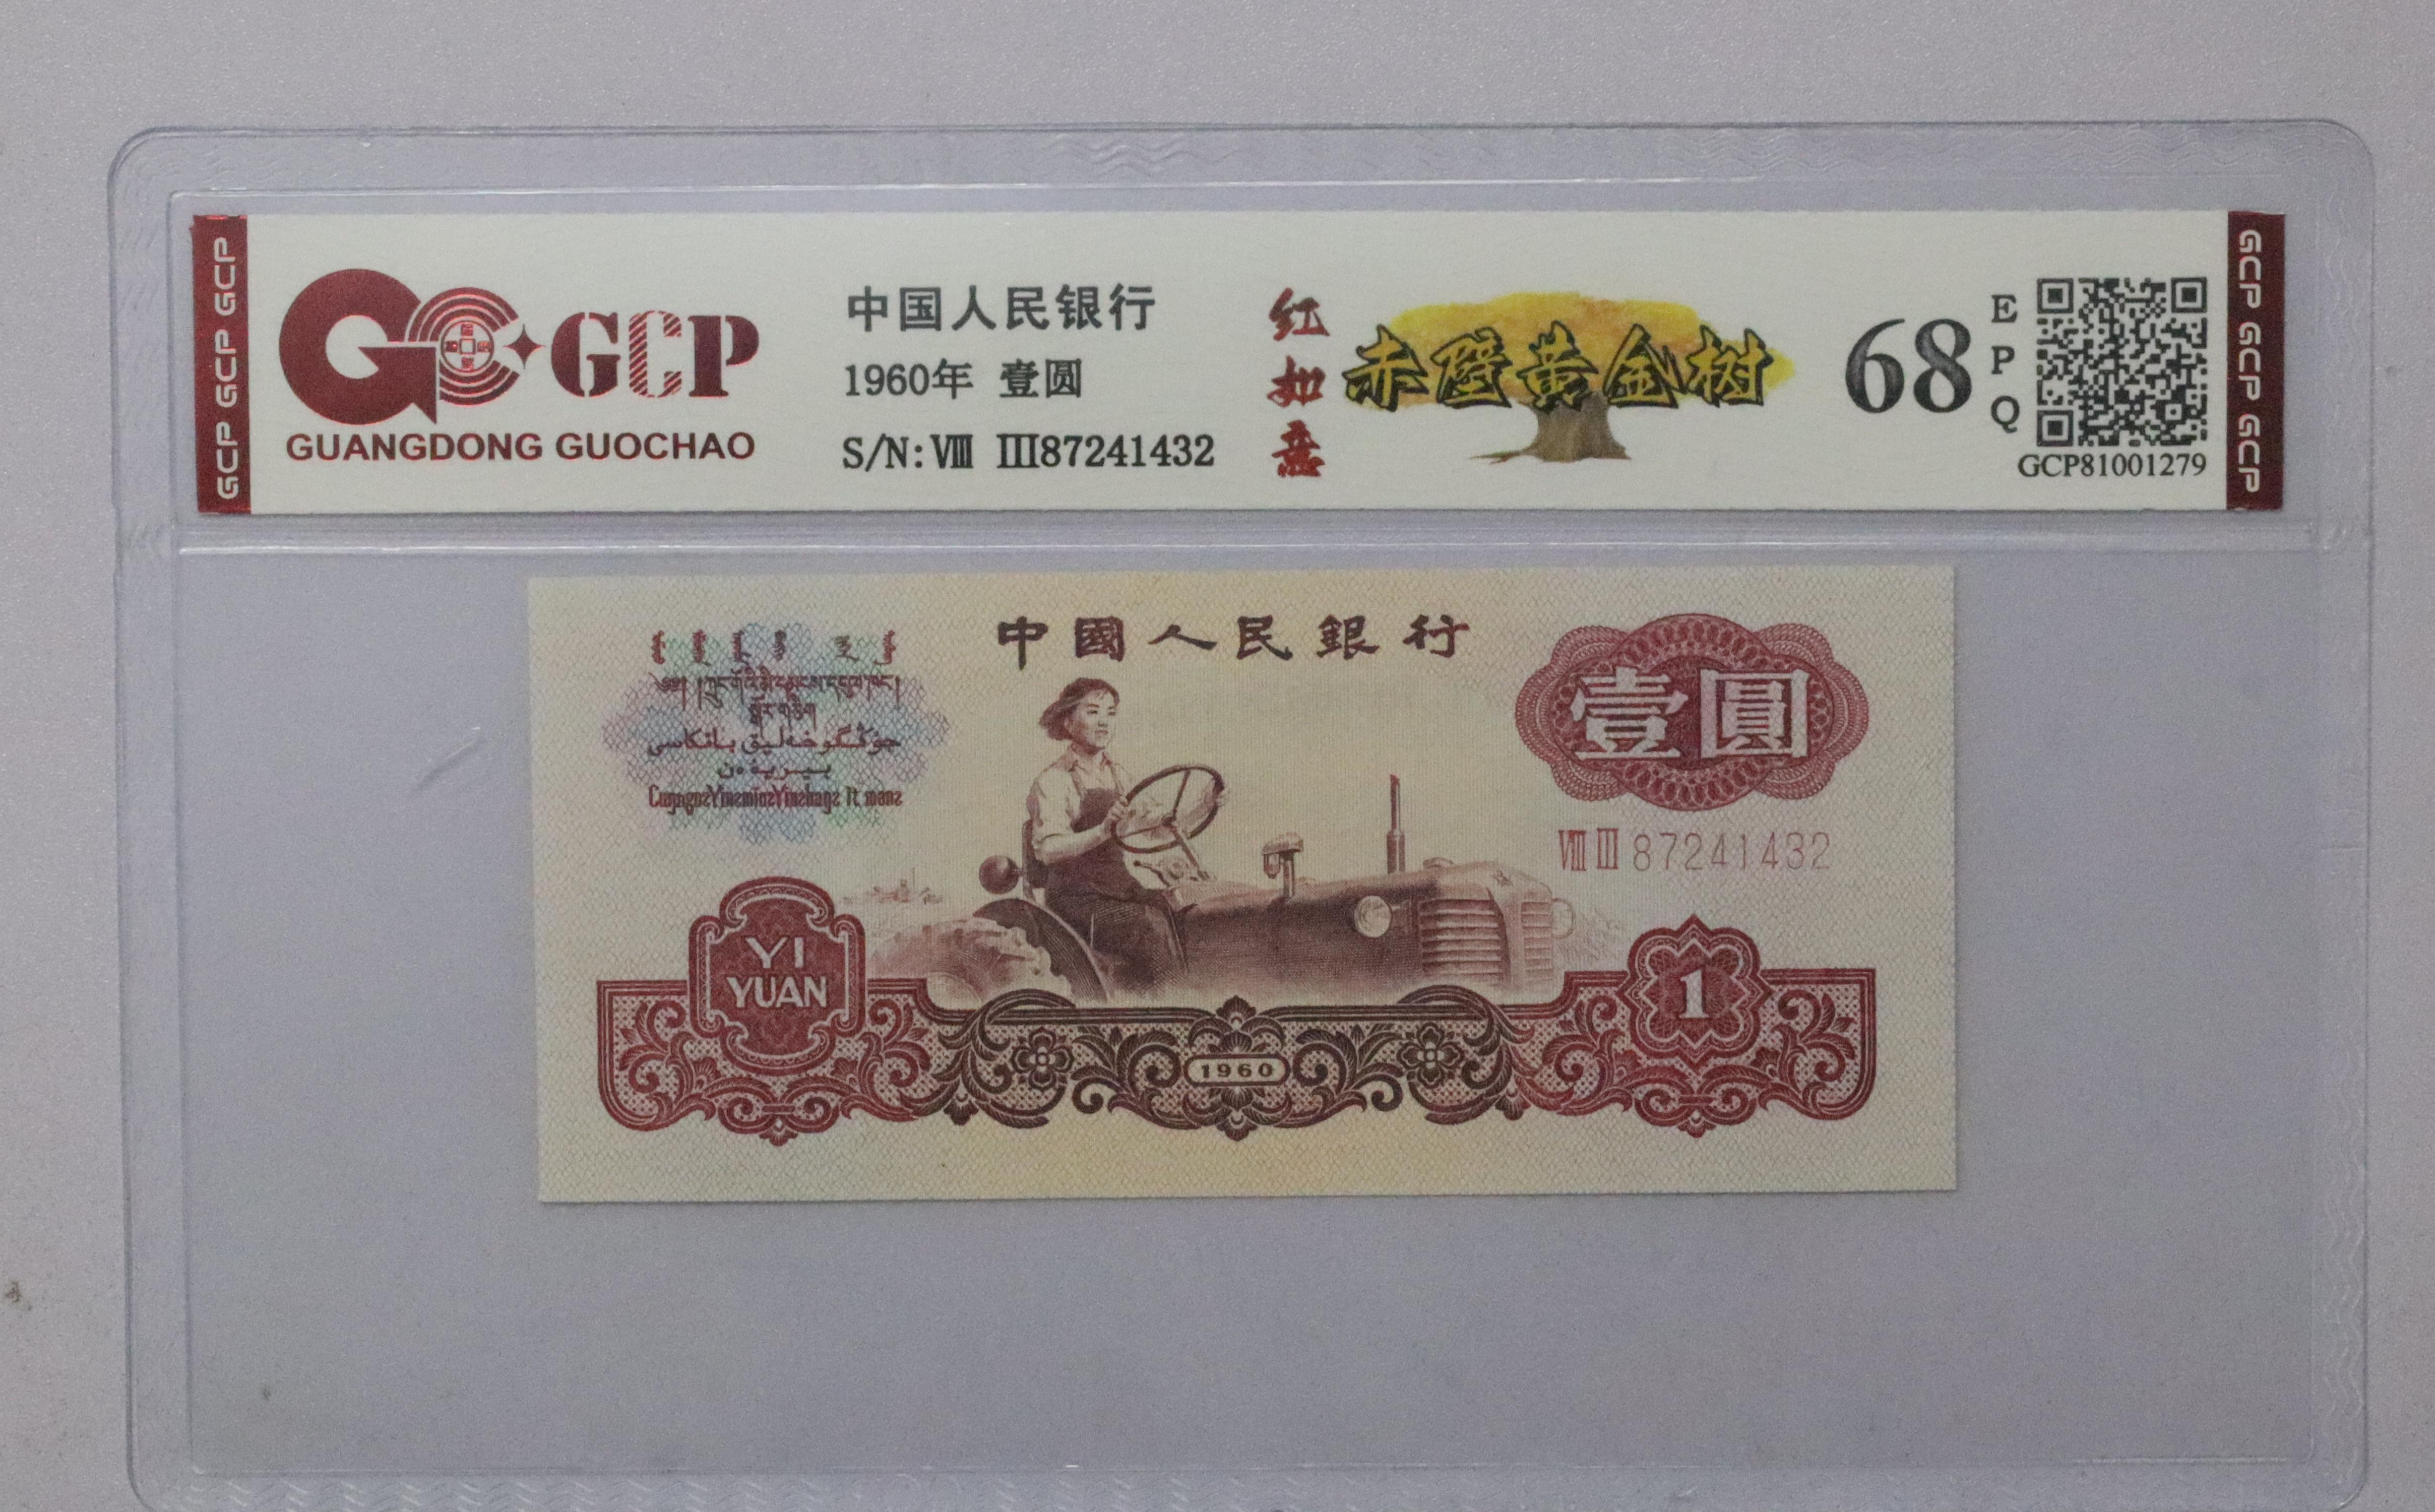 GCP GCP GCP
GCP
GUANGDONG GUOCHAO
中国人民银行
1960年 壹圆
S/N:Ⅷ Ⅲ87241432
红如意
赤壁黄金树
68
EPQ
GCP81001279
GCP GCP GCP
中國人民銀行
壹圓
Ⅷ Ⅲ 87241432
YI
YUAN
1960
1